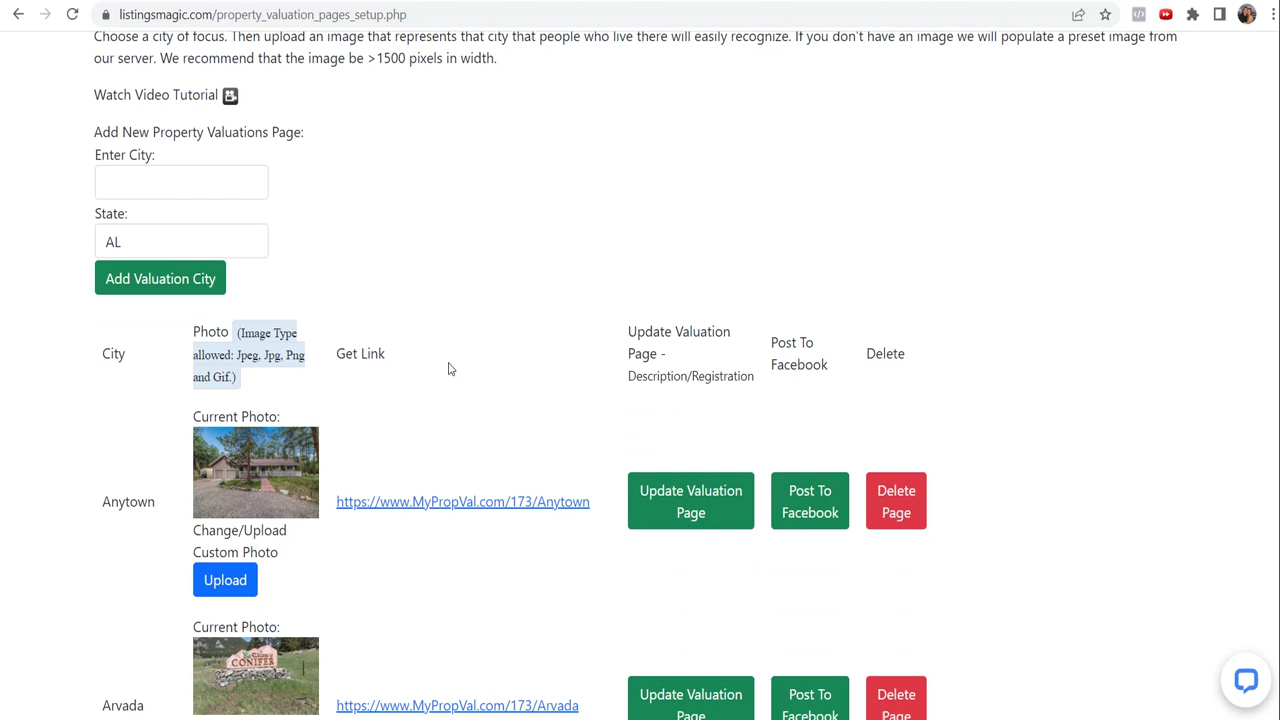 listingsmagic.com/property_valuation_pages_setup.php
Choose a city of focus. Then upload an image that represents that city that people who live there will easily recognize. If you don't have an image we will populate a preset image from
our server. We recommend that the image be >1500 pixels in width.
Watch Video Tutorial
Add New Property Valuations Page:
Enter City:
State:
AL
Add Valuation City
City
Photo (Image Type
allowed: Jpeg, Jpg, Png
and Gif.)
Get Link
Update Valuation
Page -
Description/Registration
Post To
Facebook
Delete
Anytown
Current Photo:
Change/Upload
Custom Photo
Upload
https://www.MyPropVal.com/173/Anytown
Update Valuation
Page
Post To
Facebook
Delete
Page
Arvada
Current Photo:
CONIFER
https://www.MyPropVal.com/173/Arvada
Update Valuation
Page
Post To
Facebook
Delete
Page